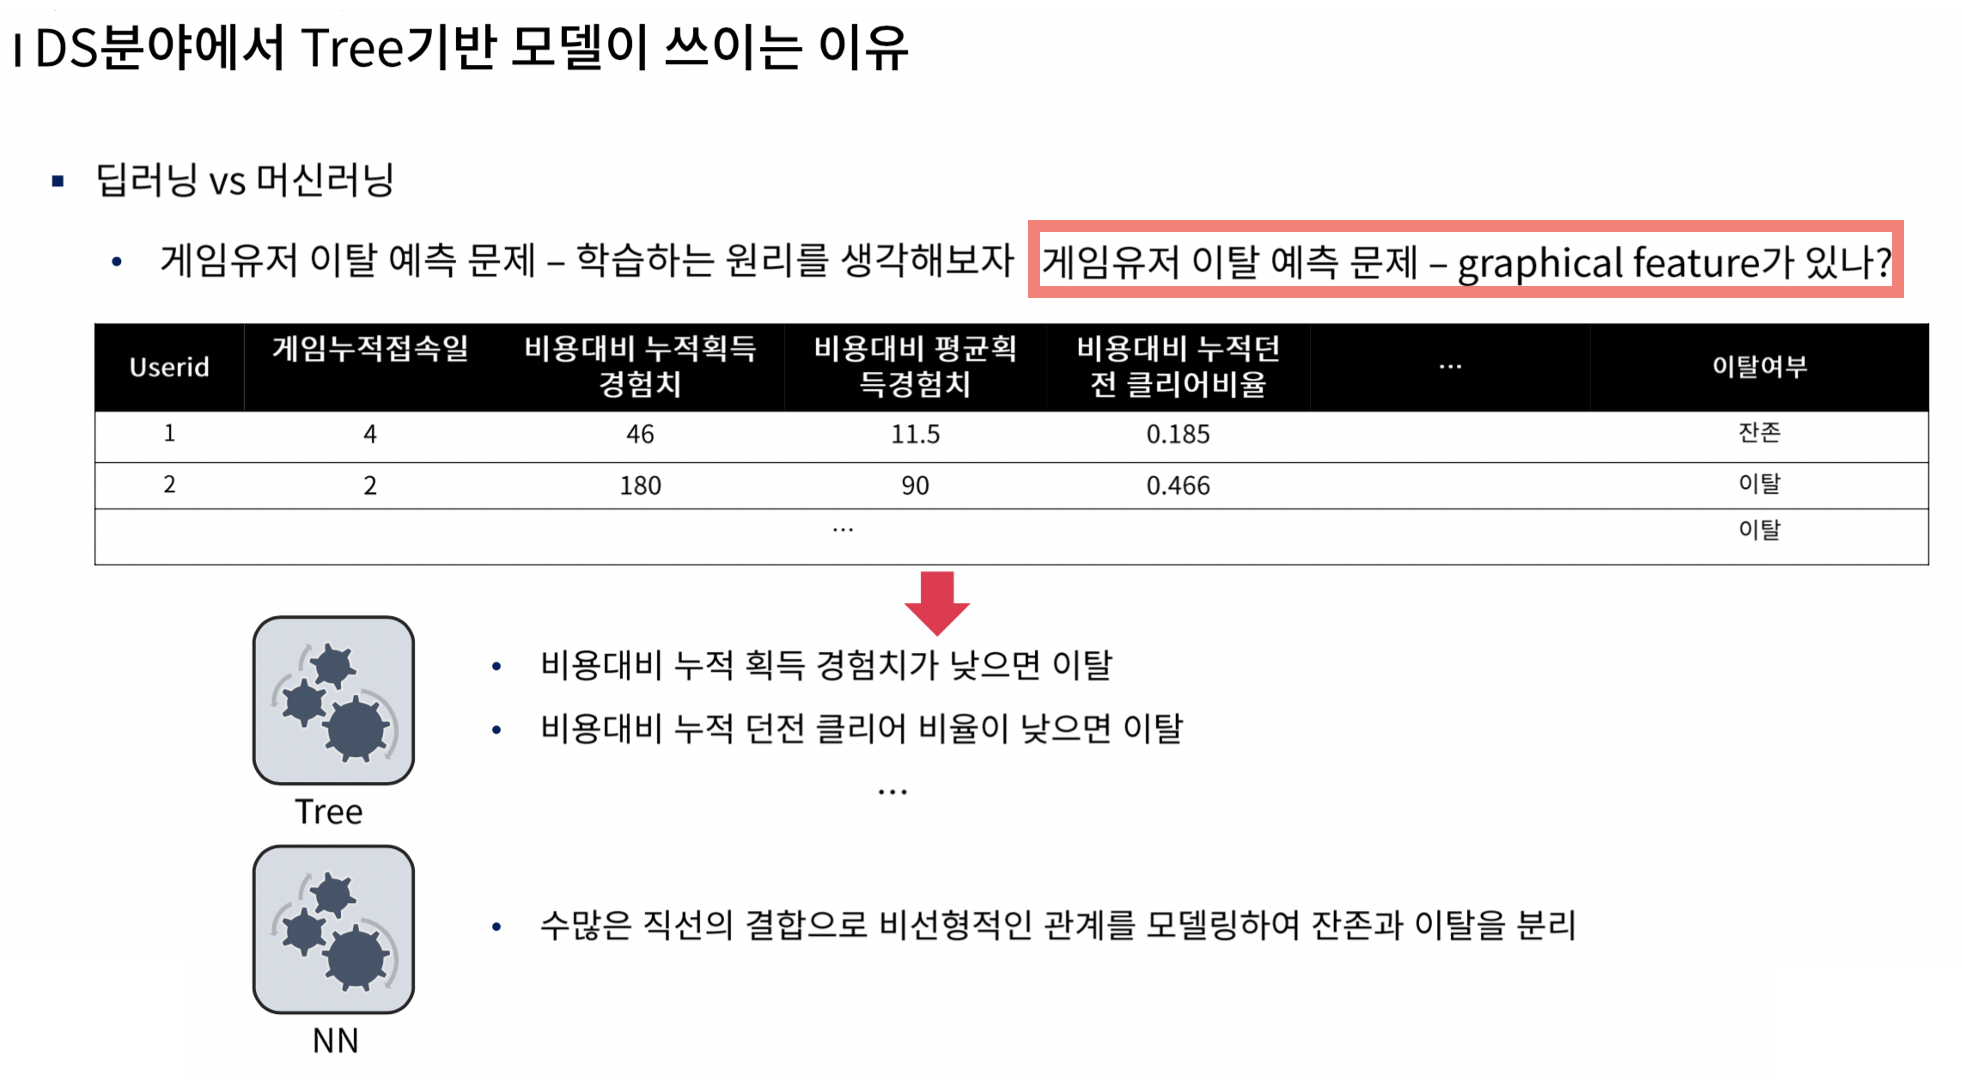 DS분야에서 Tree기반 모델이 쓰이는 이유
딥러닝 vs 머신러닝
게임유저 이탈 예측 문제 – 학습하는 원리를 생각해보자
게임유저 이탈 예측 문제 – graphical feature가 있나?
Userid 게임누적접속일 비용대비 누적획득 경험치 비용대비 평균획득경험치 비용대비 누적던전 클리어비율 … 이탈여부
1 4 46 11.5 0.185 잔존
2 2 180 90 0.466 이탈
… 이탈
비용대비 누적 획득 경험치가 낮으면 이탈
비용대비 누적 던전 클리어 비율이 낮으면 이탈
…
Tree
수많은 직선의 결합으로 비선형적인 관계를 모델링하여 잔존과 이탈을 분리
NN